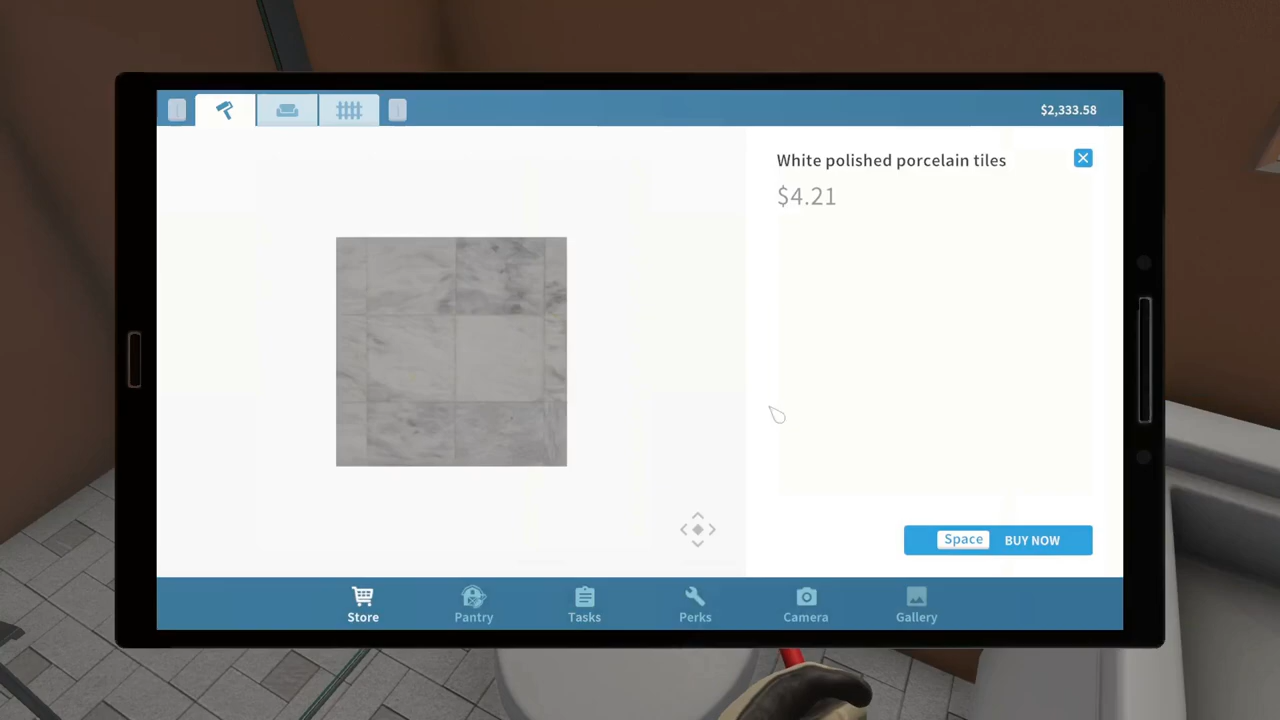 $2,333.58
White polished porcelain tiles
$4.21
Space BUY NOW
Store Pantry Tasks Perks Camera Gallery